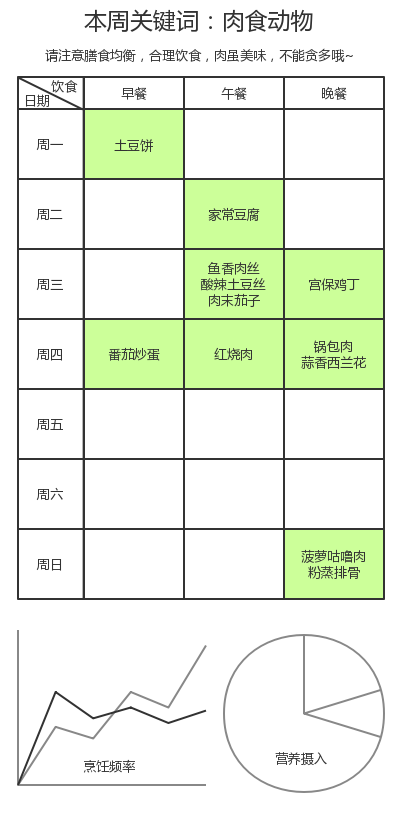 本周关键词：肉食动物
请注意膳食均衡，合理饮食，肉虽美味，不能贪多哦~
饮食
日期
早餐
午餐
晚餐
周一
土豆饼
周二
家常豆腐
周三
鱼香肉丝
酸辣土豆丝
肉末茄子
宫保鸡丁
周四
番茄炒蛋
红烧肉
锅包肉
蒜香西兰花
周五
周六
周日
菠萝咕噜肉
粉蒸排骨
烹饪频率
营养摄入